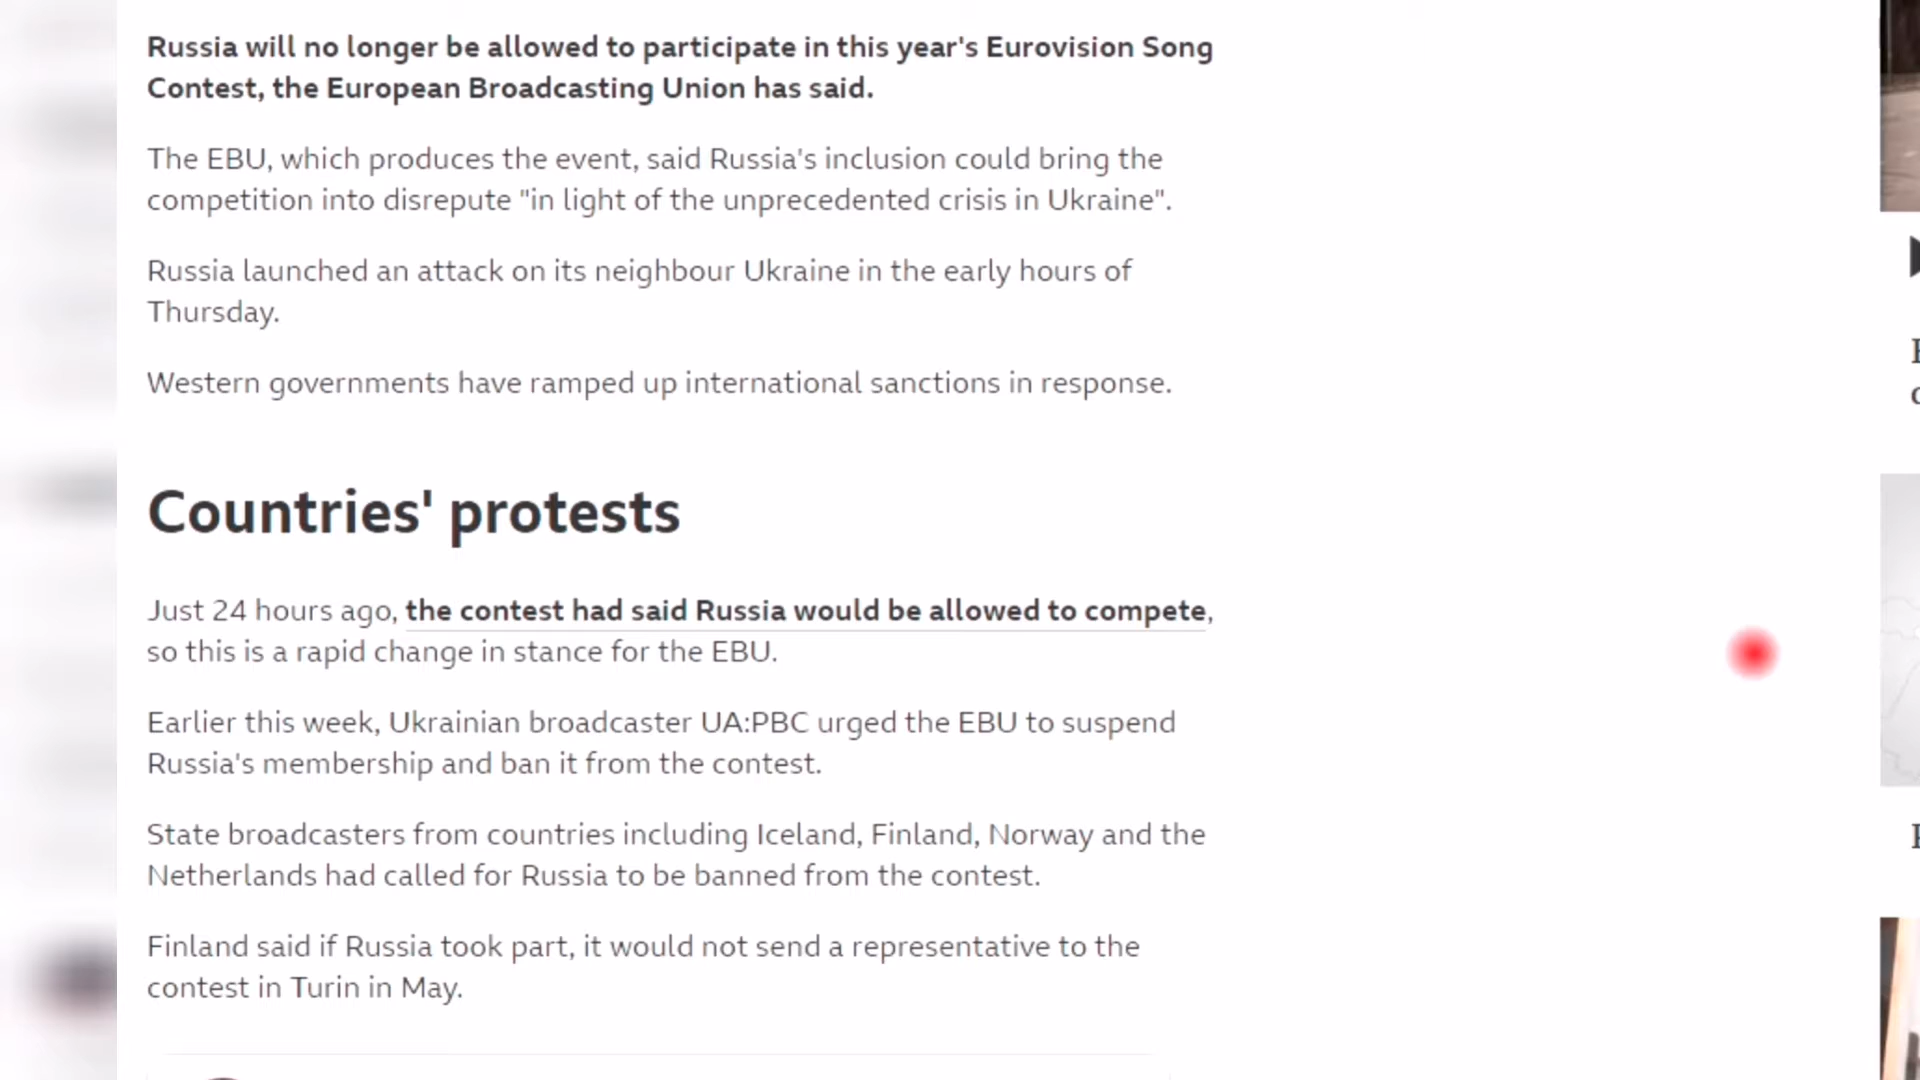 Russia will no longer be allowed to participate in this year's Eurovision Song
Contest, the European Broadcasting Union has said.
The EBU, which produces the event, said Russia's inclusion could bring the
competition into disrepute "in light of the unprecedented crisis in Ukraine".
Russia launched an attack on its neighbour Ukraine in the early hours of
Thursday.
Western governments have ramped up international sanctions in response.
Countries' protests
Just 24 hours ago, the contest had said Russia would be allowed to compete,
so this is a rapid change in stance for the EBU.
Earlier this week, Ukrainian broadcaster UA:PBC urged the EBU to suspend
Russia's membership and ban it from the contest.
State broadcasters from countries including Iceland, Finland, Norway and the
Netherlands had called for Russia to be banned from the contest.
Finland said if Russia took part, it would not send a representative to the
contest in Turin in May.